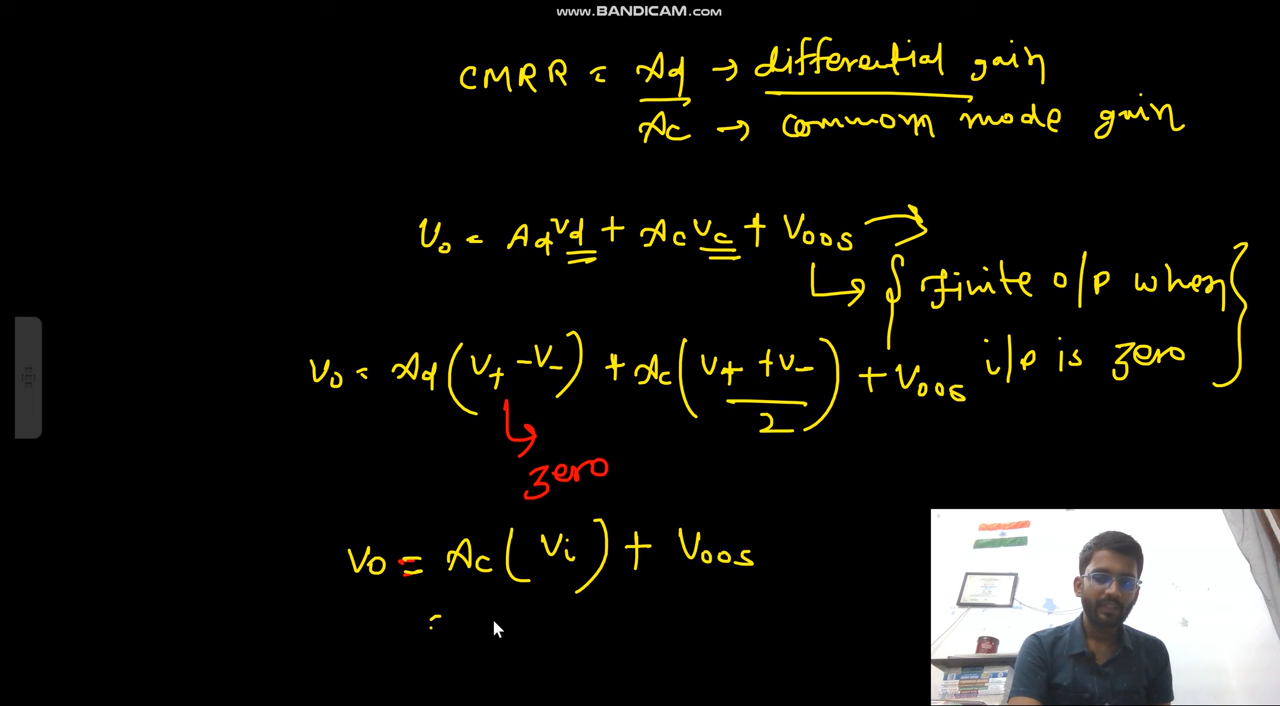 WWW.BANDICAM.COM
CMRR = Ad → differential gain
Ac → common mode gain
Vo = Ad Vd + Ac Vc + Voos →
↳ { finite o/p when
i/p is zero }
Vo = Ad (V+ - V-) + Ac (V+ + V- / 2) + Voos
↳ zero
Vo = Ac (Vi) + Voos
=